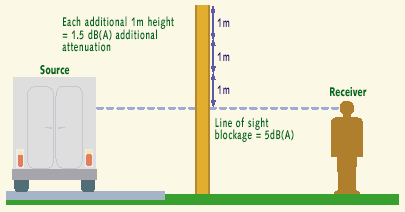 Each additional 1m height
= 1.5 dB(A) additional
attenuation
1m
1m
1m
Source
Receiver
Line of sight
blockage = 5dB(A)